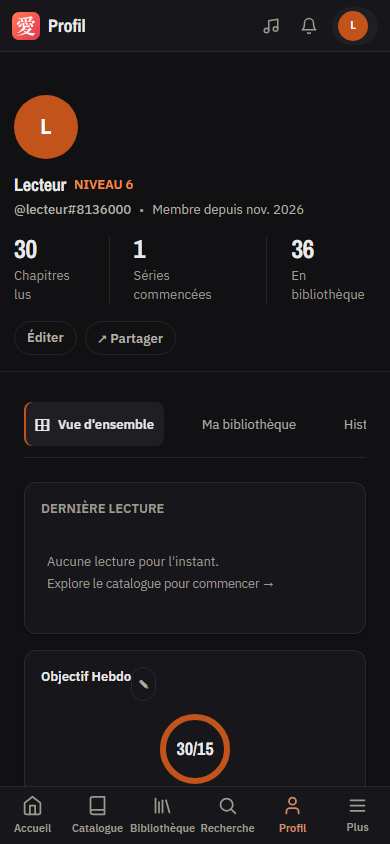 愛 Profil L
L
Lecteur NIVEAU 6
@lecteur#8136000 • Membre depuis nov. 2026
30 1 36
Chapitres Séries En
lus commencées bibliothèque
Éditer ↗ Partager
Vue d'ensemble Ma bibliothèque Hist
DERNIÈRE LECTURE
Aucune lecture pour l'instant.
Explore le catalogue pour commencer →
Objectif Hebdo
30/15
Accueil Catalogue Bibliothèque Recherche Profil Plus